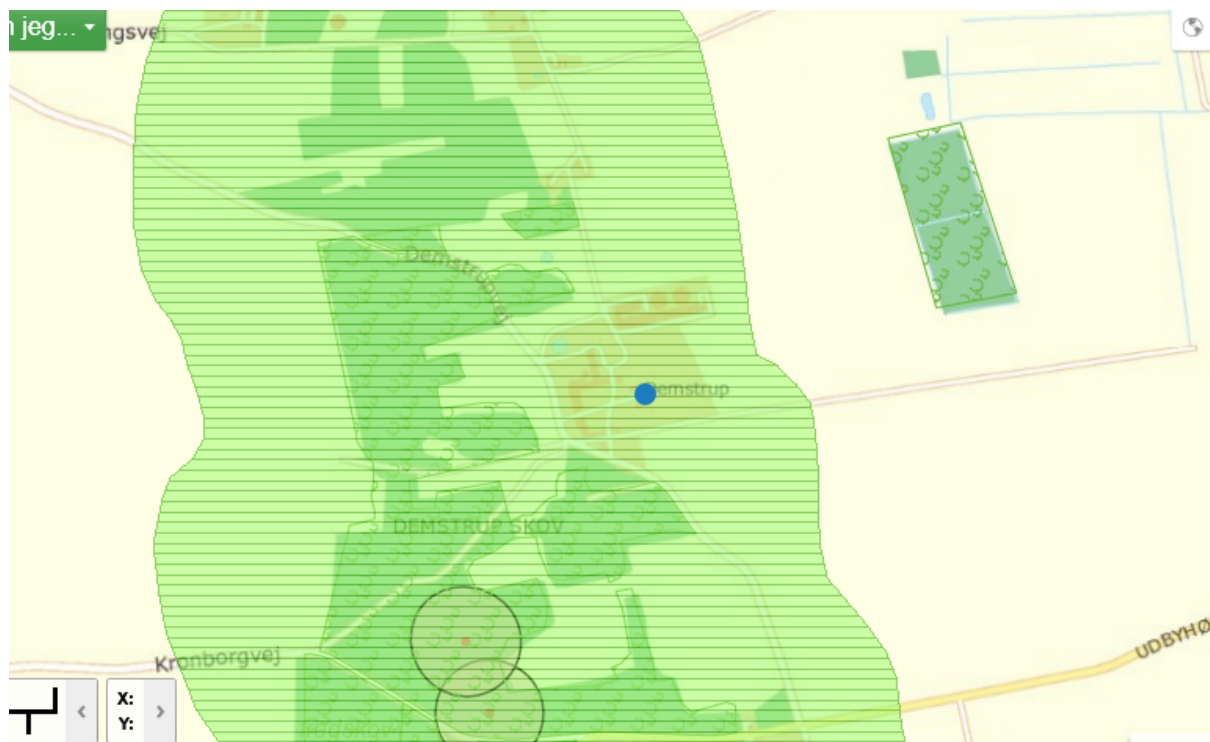 jeg...
ngsvej
Demstrupvej
Demstrup
DEMSTRUP SKOV
Kronborgvej
UDBYHØ
X:
Y: